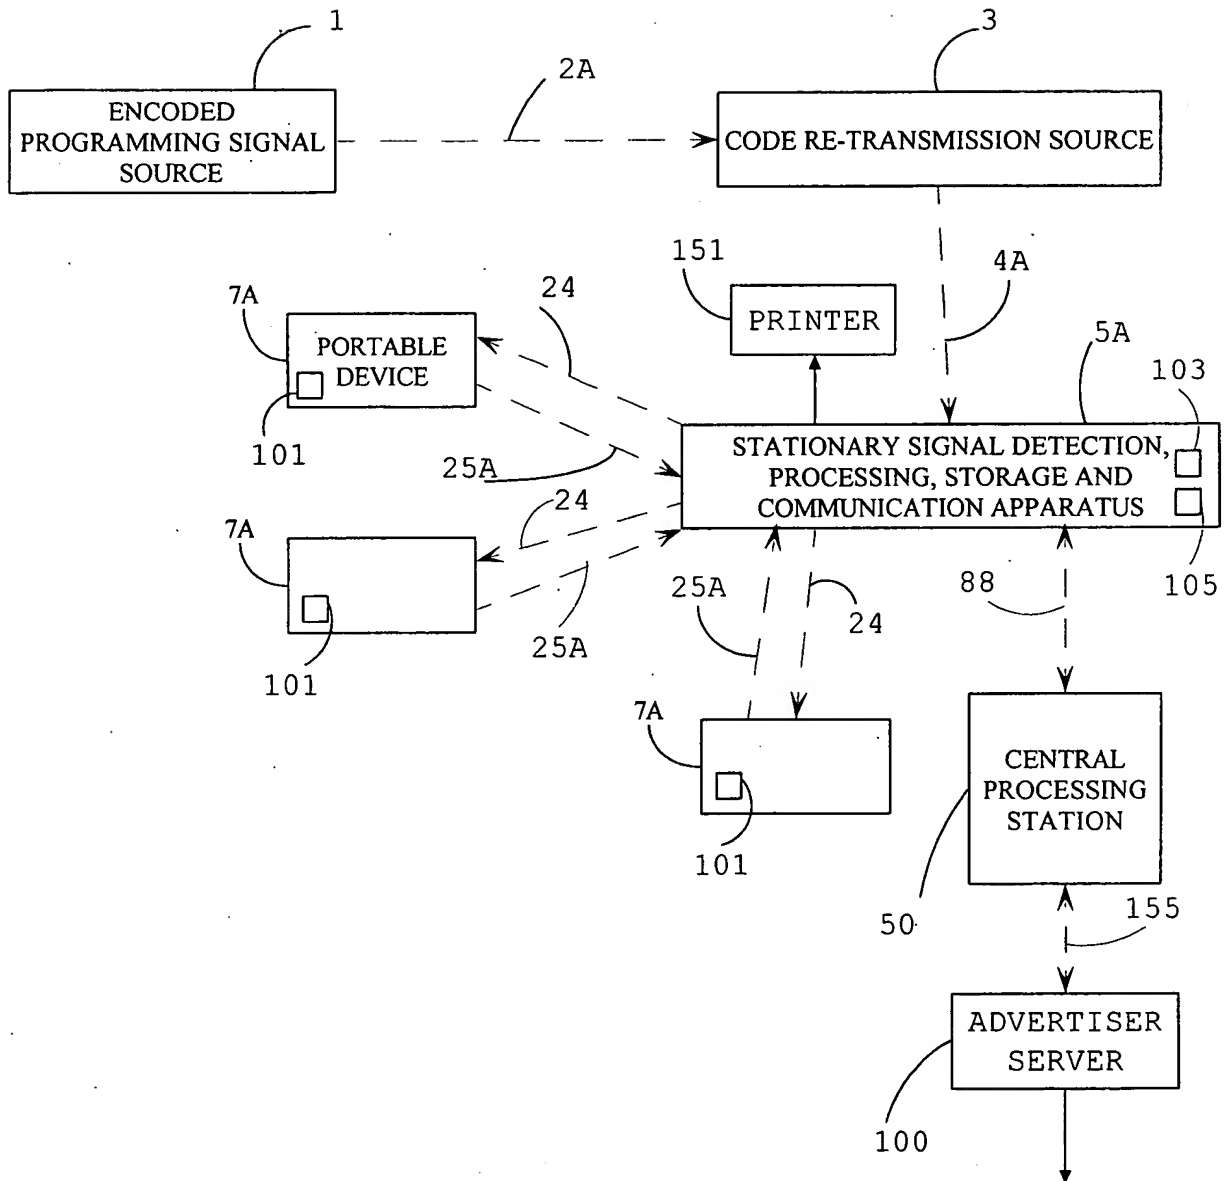 1
3
2A
ENCODED
PROGRAMMING SIGNAL
SOURCE
CODE RE-TRANSMISSION SOURCE
151
4A
7A
24
PRINTER
5A
103
PORTABLE
DEVICE
101
25A
STATIONARY SIGNAL DETECTION,
PROCESSING, STORAGE AND
COMMUNICATION APPARATUS
7A
24
105
25A
88
24
25A
101
7A
CENTRAL
PROCESSING
STATION
101
50
155
ADVERTISER
SERVER
100